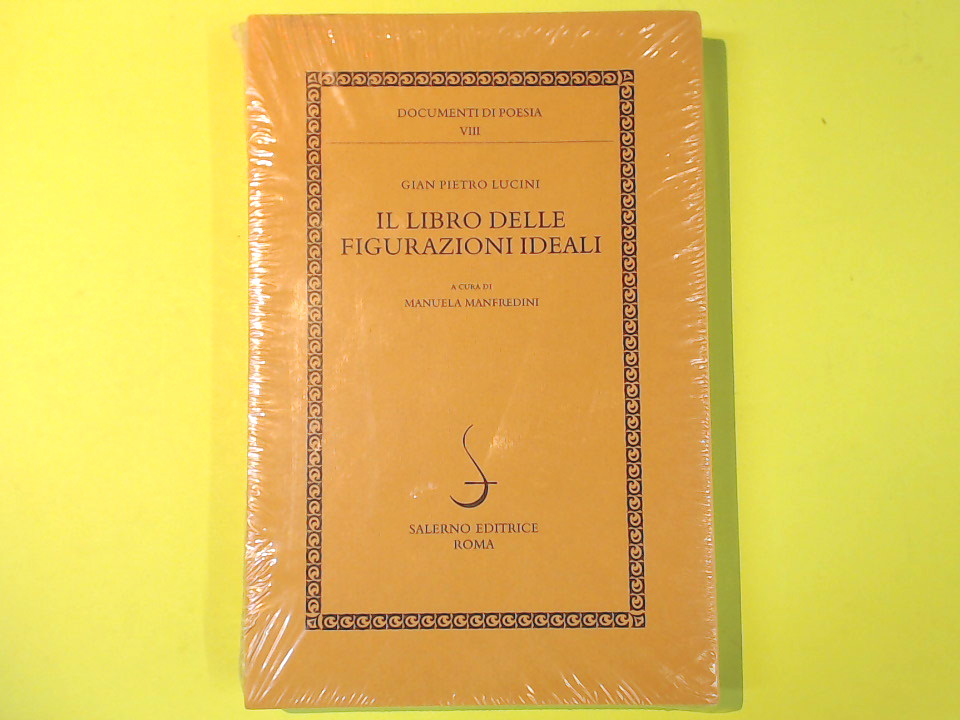 DOCUMENTI DI POESIA
VIII
GIAN PIETRO LUCINI
IL LIBRO DELLE
FIGURAZIONI IDEALI
A CURA DI
MANUELA MANFREDINI
SALERNO EDITRICE
ROMA